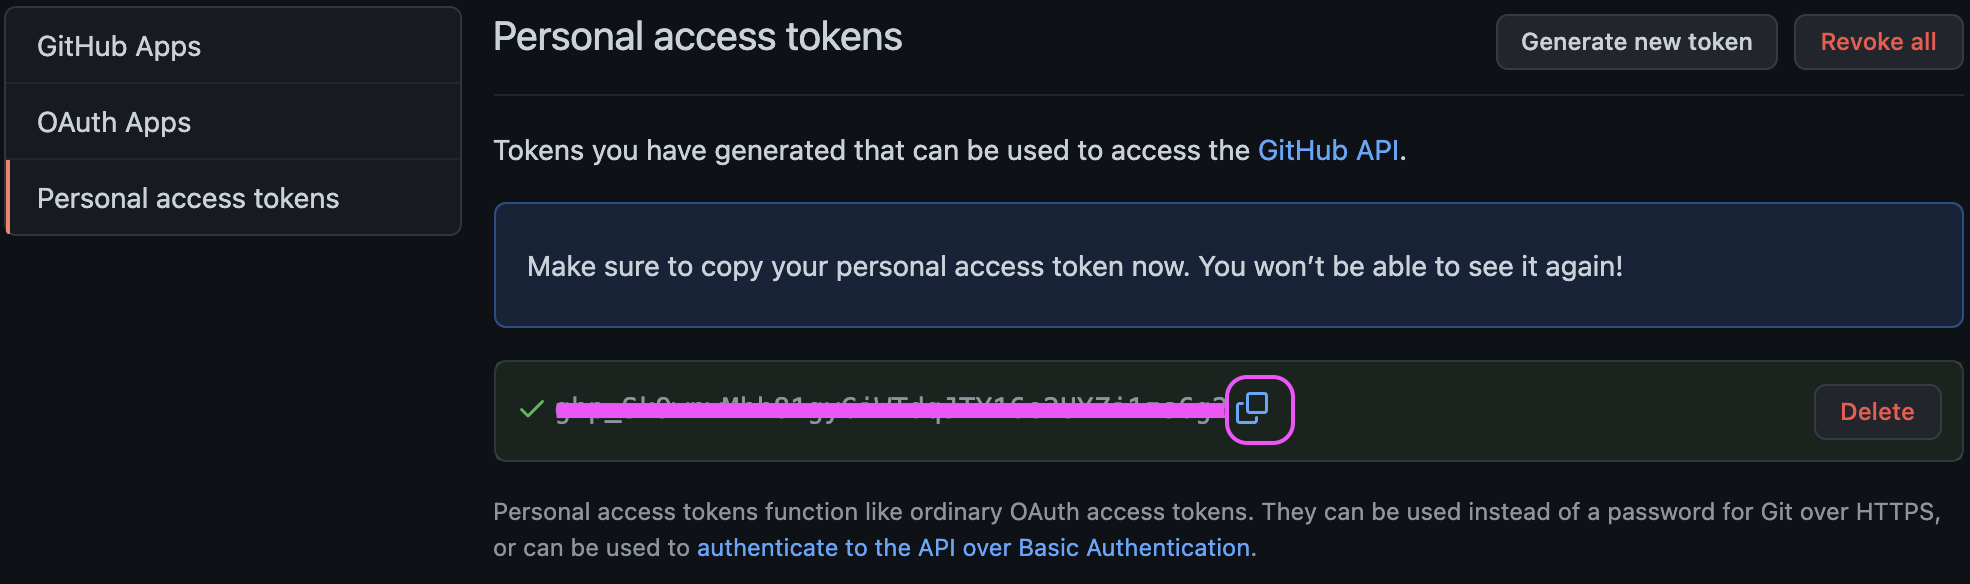 GitHub Apps
OAuth Apps
Personal access tokens
Personal access tokens
Generate new token
Revoke all
Tokens you have generated that can be used to access the GitHub API.
Make sure to copy your personal access token now. You won’t be able to see it again!
Delete
Personal access tokens function like ordinary OAuth access tokens. They can be used instead of a password for Git over HTTPS,
or can be used to authenticate to the API over Basic Authentication.